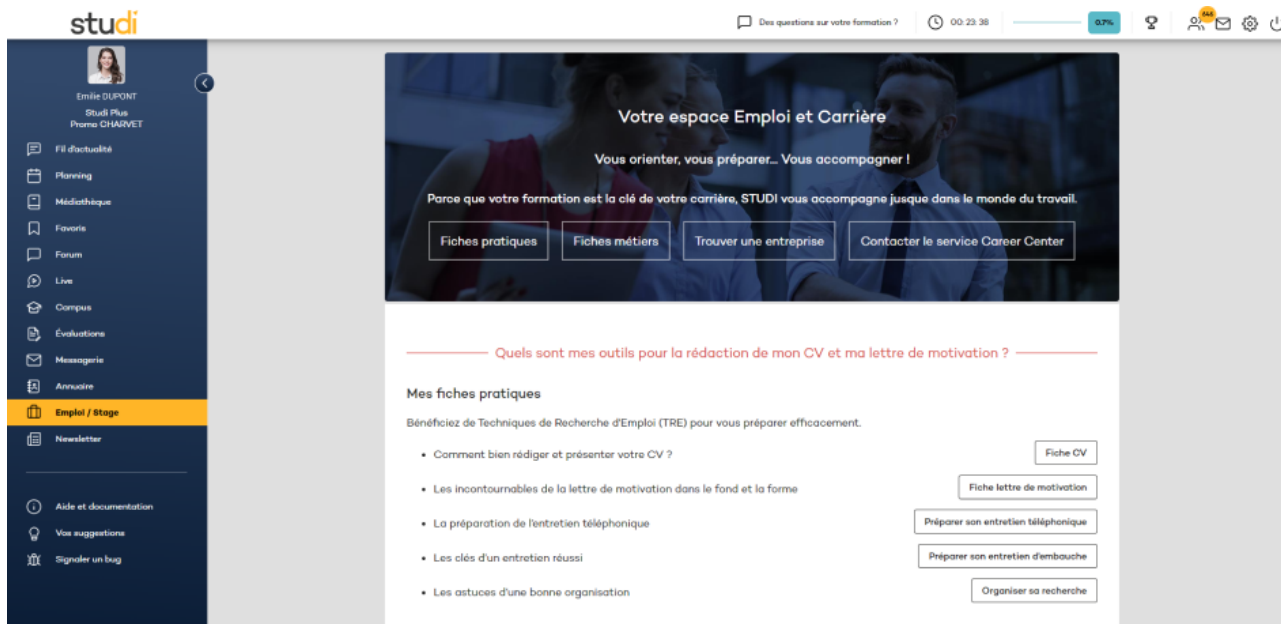 studi
Des questions sur votre formation ?
00: 23: 38
0.7%
646
Emilie DUPONT
Studi Plus
Promo CHARVET
Fil d'actualité
Planning
Médiathèque
Favoris
Forum
Live
Campus
Évaluations
Messagerie
Annuaire
Emploi / Stage
Newsletter
Aide et documentation
Vos suggestions
Signaler un bug
Votre espace Emploi et Carrière
Vous orienter, vous préparer... Vous accompagner !
Parce que votre formation est la clé de votre carrière, STUDI vous accompagne jusque dans le monde du travail.
Fiches pratiques
Fiches métiers
Trouver une entreprise
Contacter le service Career Center
Quels sont mes outils pour la rédaction de mon CV et ma lettre de motivation ?
Mes fiches pratiques
Bénéficiez de Techniques de Recherche d'Emploi (TRE) pour vous préparer efficacement.
• Comment bien rédiger et présenter votre CV ?
Fiche CV
• Les incontournables de la lettre de motivation dans le fond et la forme
Fiche lettre de motivation
• La préparation de l'entretien téléphonique
Préparer son entretien téléphonique
• Les clés d'un entretien réussi
Préparer son entretien d'embauche
• Les astuces d'une bonne organisation
Organiser sa recherche